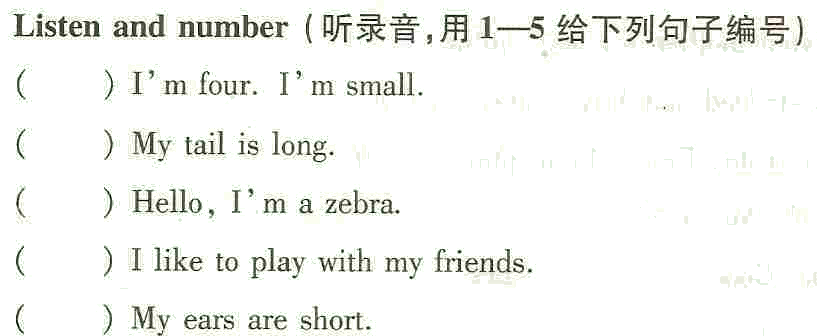 Listen and number (听录音,用1—5给下列句子编号)
(    ) I'm four. I'm small.
(    ) My tail is long.
(    ) Hello, I'm a zebra.
(    ) I like to play with my friends.
(    ) My ears are short.